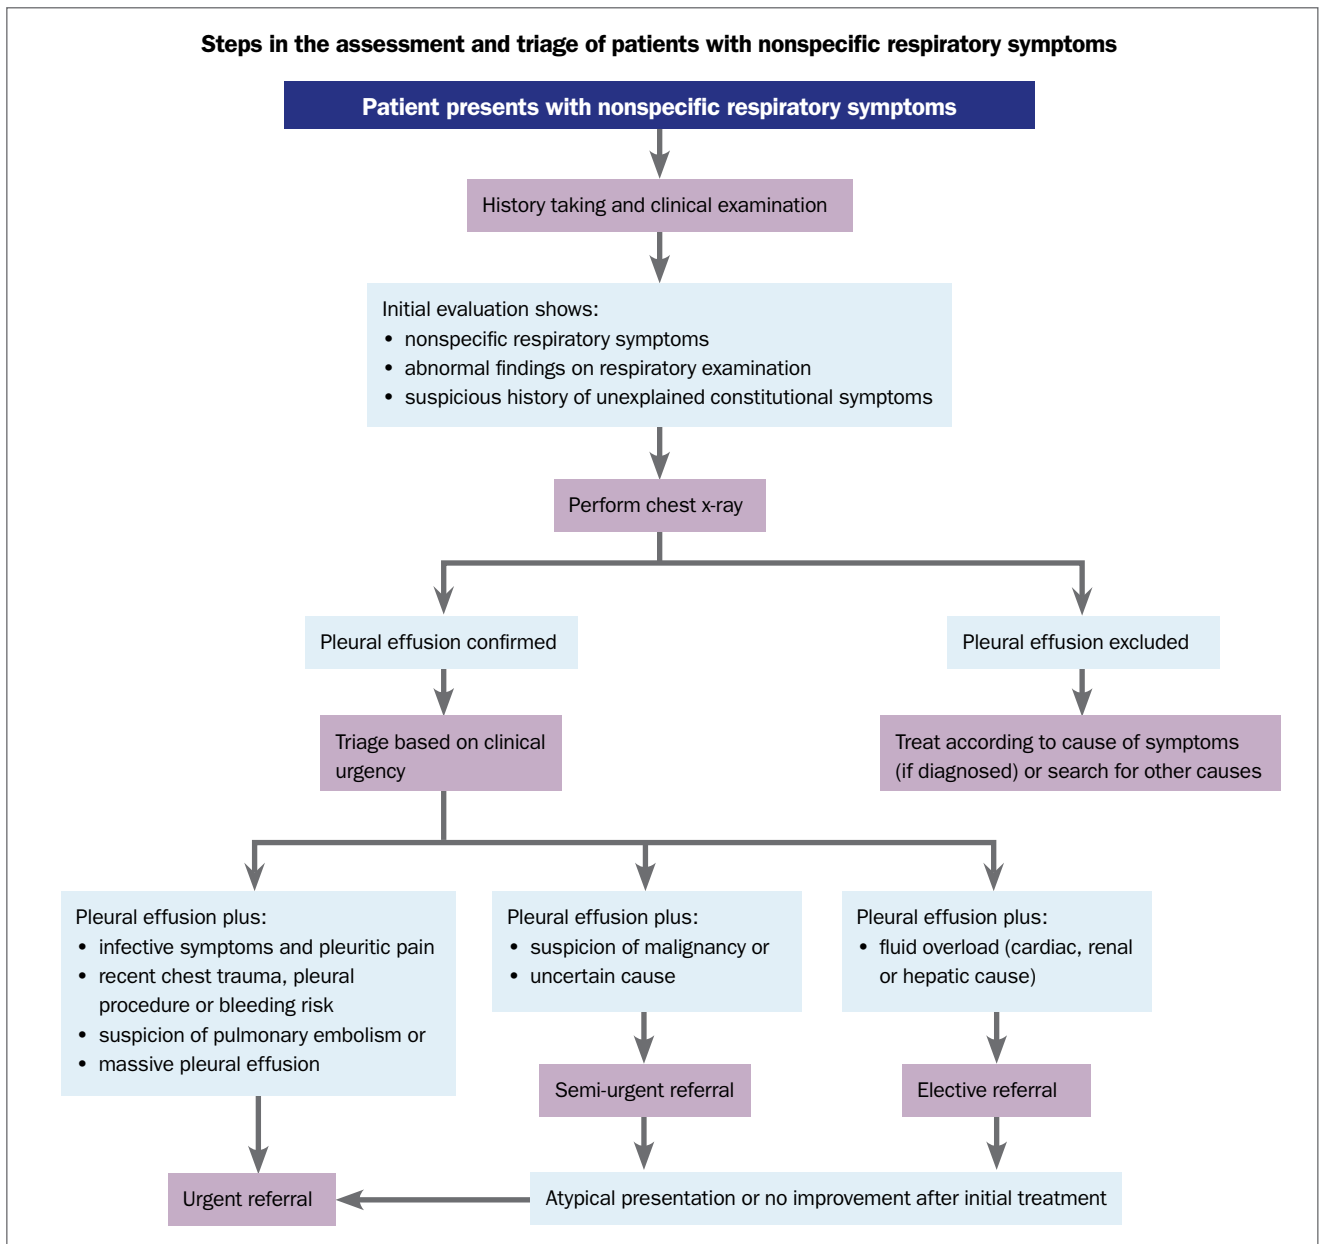 Steps in the assessment and triage of patients with nonspecific respiratory symptoms
Patient presents with nonspecific respiratory symptoms
History taking and clinical examination
Initial evaluation shows:
• nonspecific respiratory symptoms
• abnormal findings on respiratory examination
• suspicious history of unexplained constitutional symptoms
Perform chest x-ray
Pleural effusion confirmed
Pleural effusion excluded
Triage based on clinical
urgency
Treat according to cause of symptoms
(if diagnosed) or search for other causes
Pleural effusion plus:
• infective symptoms and pleuritic pain
• recent chest trauma, pleural
procedure or bleeding risk
• suspicion of pulmonary embolism or
• massive pleural effusion
Pleural effusion plus:
• suspicion of malignancy or
• uncertain cause
Pleural effusion plus:
• fluid overload (cardiac, renal
or hepatic cause)
Semi-urgent referral
Elective referral
Urgent referral
Atypical presentation or no improvement after initial treatment